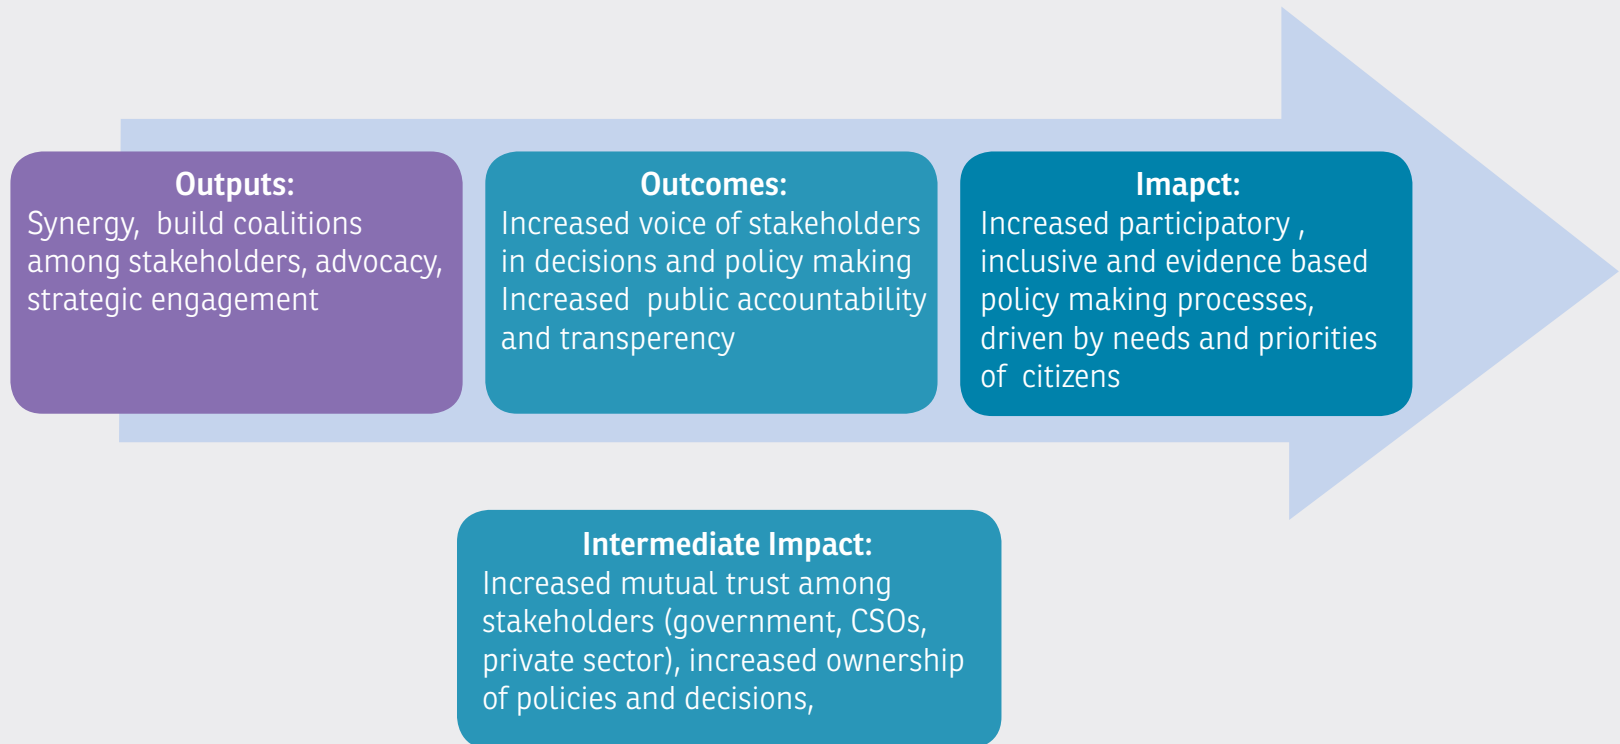 Outputs:
Synergy,  build coalitions
among stakeholders, advocacy,
strategic engagement
Outcomes:
Increased voice of stakeholders
in decisions and policy making
Increased  public accountability
and transperency
Imapct:
Increased participatory ,
inclusive and evidence based
policy making processes,
driven by needs and priorities
of  citizens
Intermediate Impact:
Increased mutual trust among
stakeholders (government, CSOs,
private sector), increased ownership
of policies and decisions,